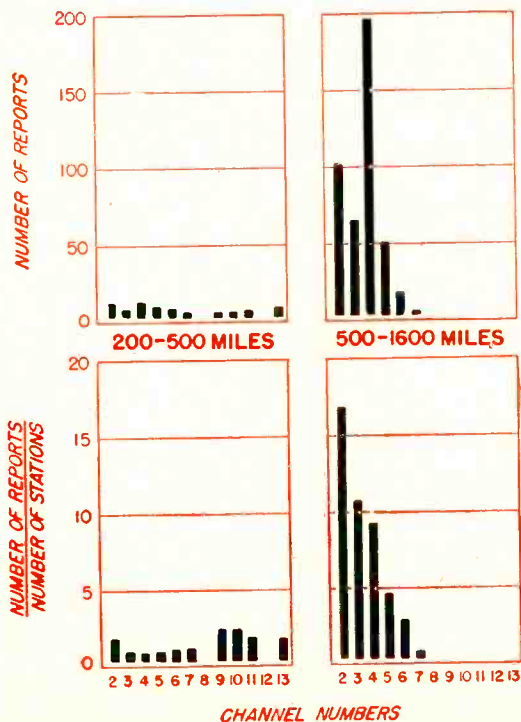 NUMBER OF REPORTS
200
150
100
50
0
200-500 MILES
500-1600 MILES
NUMBER OF REPORTS
NUMBER OF STATIONS
20
15
10
5
0
2 3 4 5 6 7 8 9 10 11 12 13
2 3 4 5 6 7 8 9 10 11 12 13
CHANNEL NUMBERS